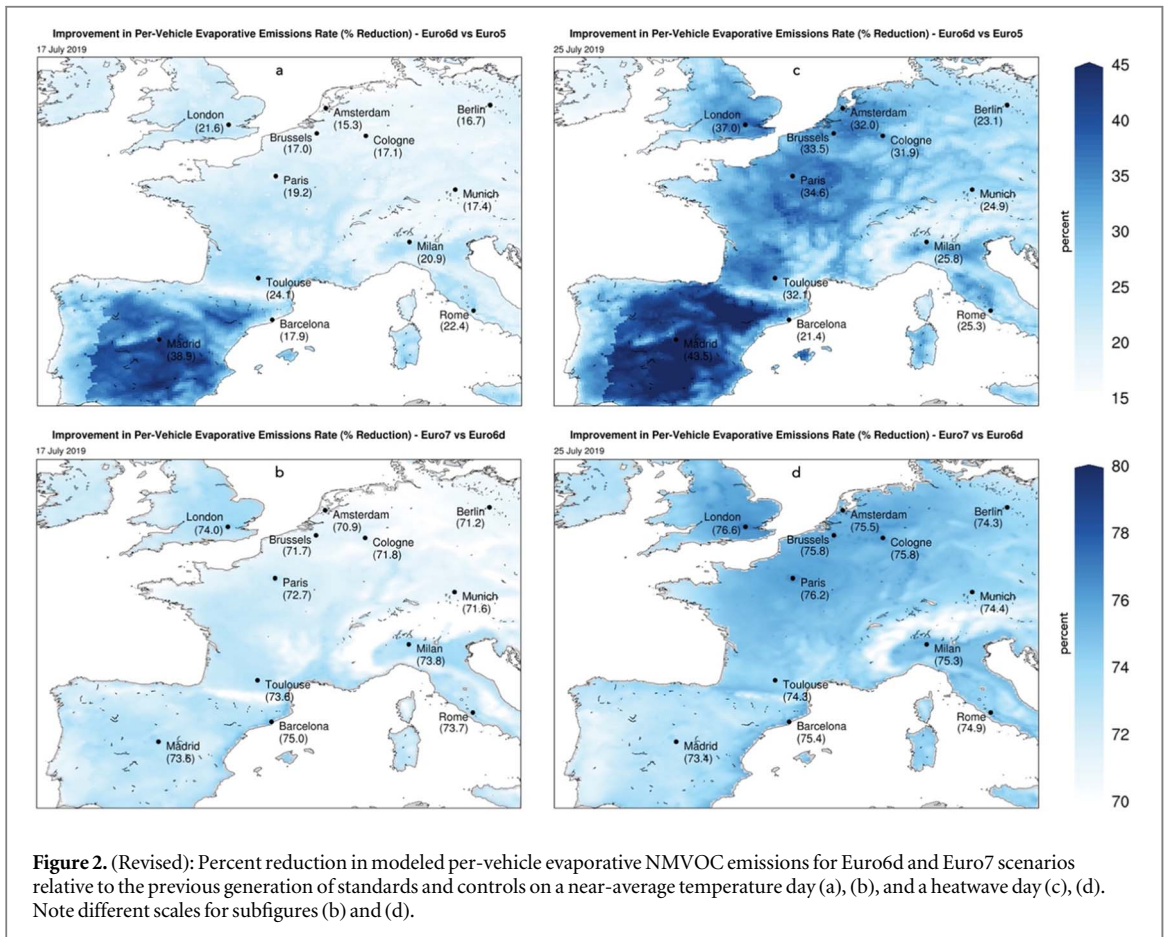 Improvement in Per-Vehicle Evaporative Emissions Rate (% Reduction) - Euro6d vs Euro5
17 July 2019
a
London
(21.6)
Amsterdam
(15.3)
Berlin
(16.7)
Brussels
(17.0)
Cologne
(17.1)
Paris
(19.2)
Munich
(17.4)
Milan
(20.9)
Toulouse
(24.1)
Rome
(22.4)
Barcelona
(17.9)
Madrid
(38.9)
Improvement in Per-Vehicle Evaporative Emissions Rate (% Reduction) - Euro6d vs Euro5
25 July 2019
c
London
(37.0)
Amsterdam
(32.0)
Berlin
(23.1)
Brussels
(33.5)
Cologne
(31.9)
Paris
(34.6)
Munich
(24.9)
Milan
(25.8)
Toulouse
(32.1)
Rome
(25.3)
Barcelona
(21.4)
Madrid
(43.5)
45
40
35
30
25
20
15
percent
Improvement in Per-Vehicle Evaporative Emissions Rate (% Reduction) - Euro7 vs Euro6d
17 July 2019
b
London
(74.0)
Amsterdam
(70.9)
Berlin
(71.2)
Brussels
(71.7)
Cologne
(71.8)
Paris
(72.7)
Munich
(71.6)
Milan
(73.8)
Toulouse
(73.6)
Rome
(73.7)
Barcelona
(75.0)
Madrid
(73.6)
Improvement in Per-Vehicle Evaporative Emissions Rate (% Reduction) - Euro7 vs Euro6d
25 July 2019
d
London
(76.6)
Amsterdam
(75.5)
Berlin
(74.3)
Brussels
(75.8)
Cologne
(75.8)
Paris
(76.2)
Munich
(74.4)
Milan
(75.3)
Toulouse
(74.3)
Rome
(74.9)
Barcelona
(75.4)
Madrid
(73.4)
80
78
76
74
72
70
percent
Figure 2. (Revised): Percent reduction in modeled per-vehicle evaporative NMVOC emissions for Euro6d and Euro7 scenarios
relative to the previous generation of standards and controls on a near-average temperature day (a), (b), and a heatwave day (c), (d).
Note different scales for subfigures (b) and (d).